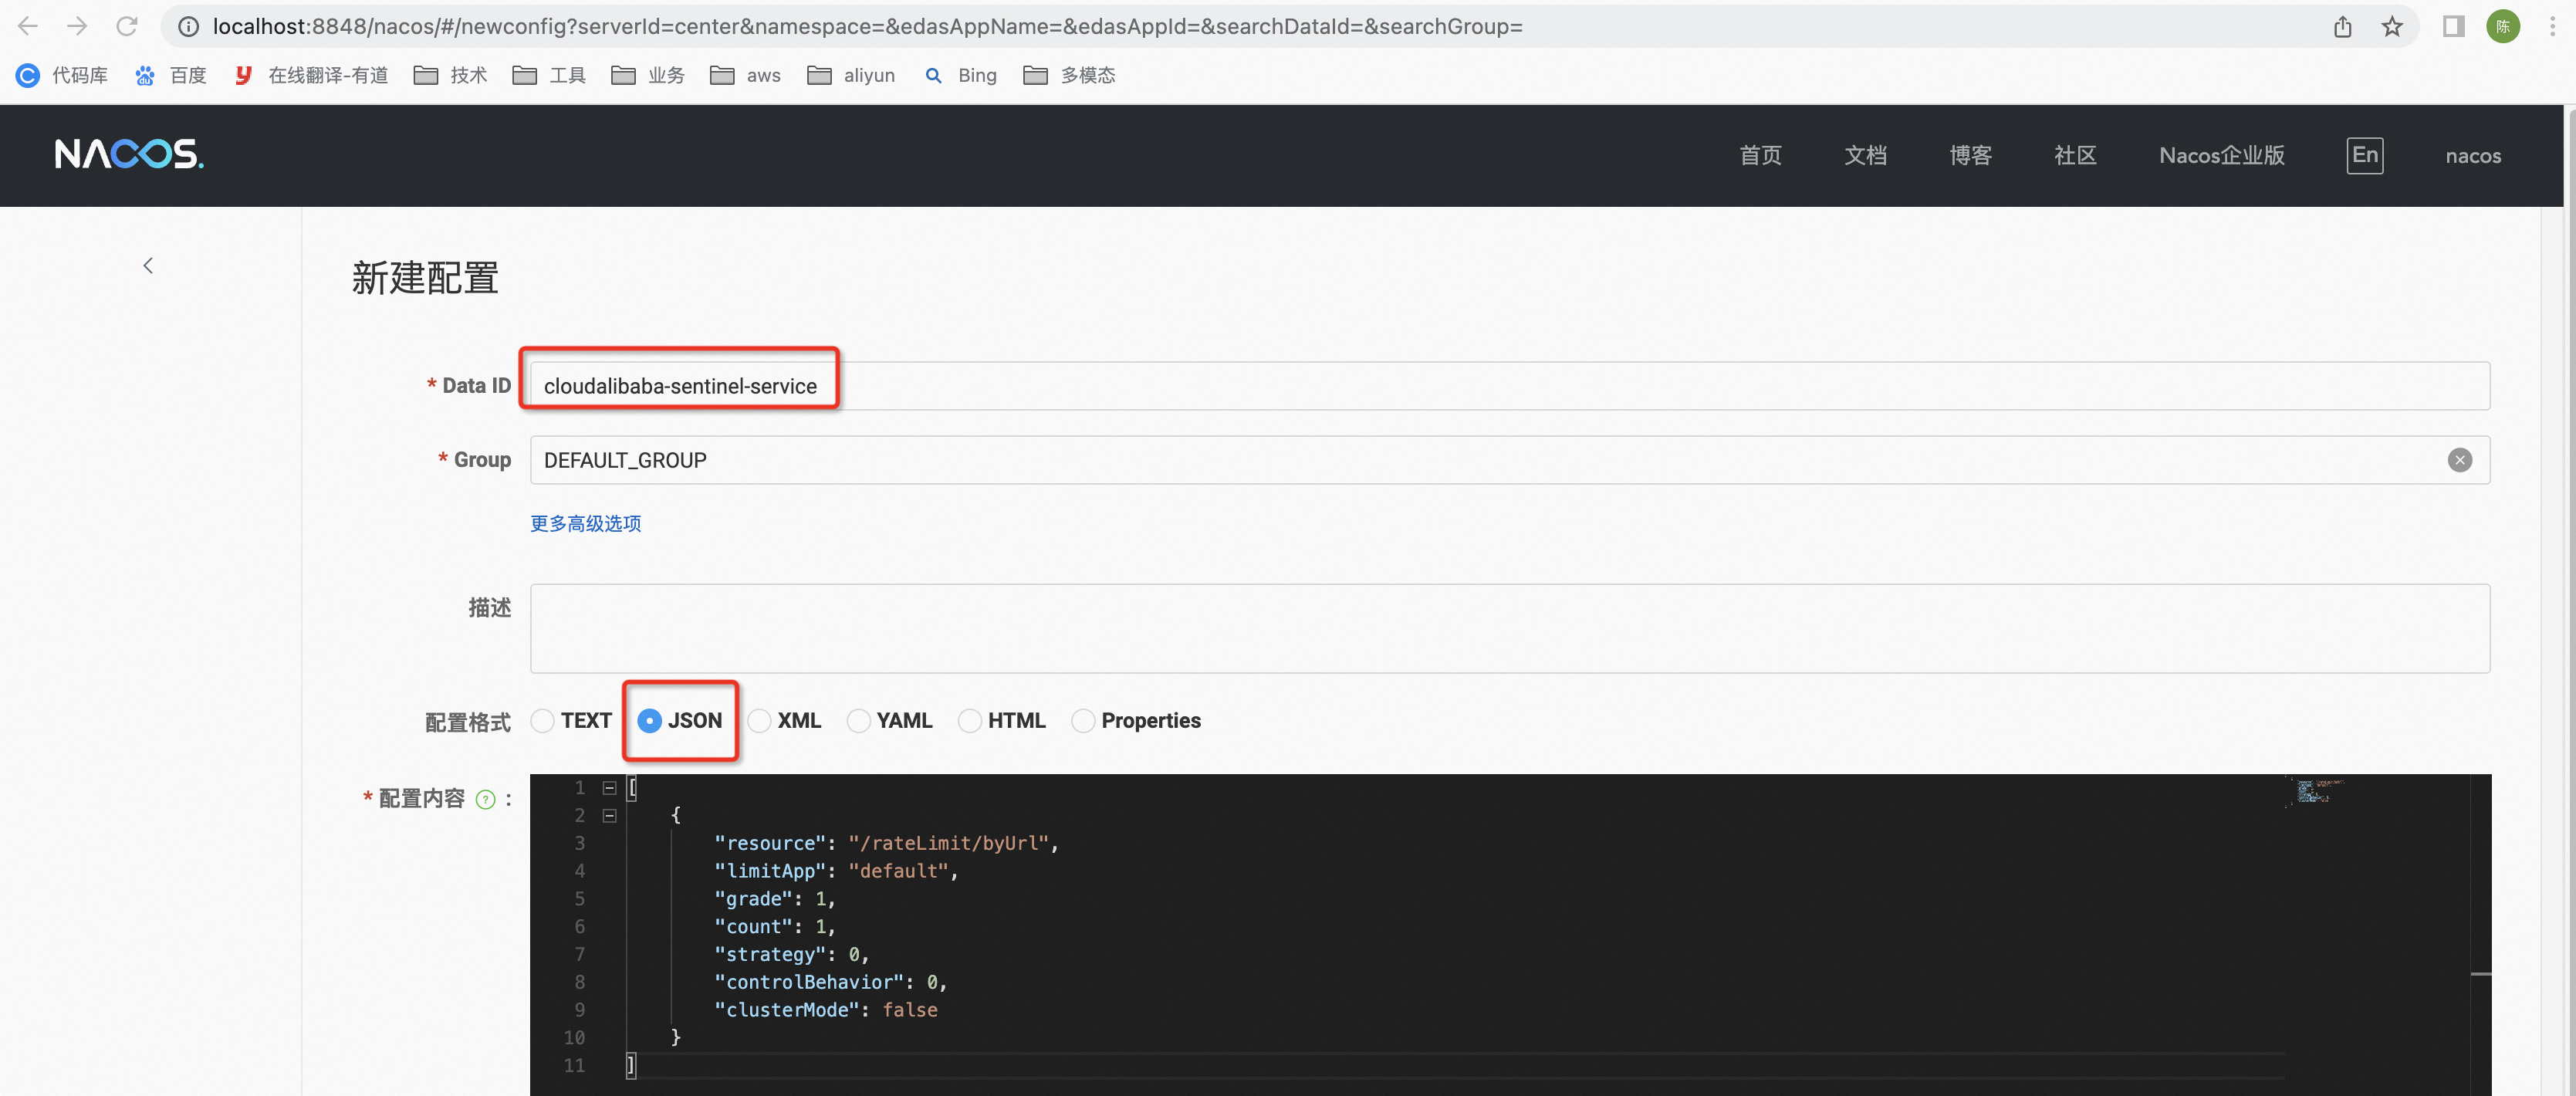 localhost:8848/nacos/#/newconfig?serverId=center&namespace=&edasAppName=&edasAppId=&searchDataId=&searchGroup=
陈
代码库 百度 在线翻译-有道 技术 工具 业务 aws aliyun Bing 多模态
NACOS. 首页 文档 博客 社区 Nacos企业版 En nacos
新建配置
* Data ID cloudalibaba-sentinel-service
* Group DEFAULT_GROUP
更多高级选项
描述
配置格式 TEXT JSON XML YAML HTML Properties
* 配置内容 ? :
1 [
2 {
3 "resource": "/rateLimit/byUrl",
4 "limitApp": "default",
5 "grade": 1,
6 "count": 1,
7 "strategy": 0,
8 "controlBehavior": 0,
9 "clusterMode": false
10 }
11 ]